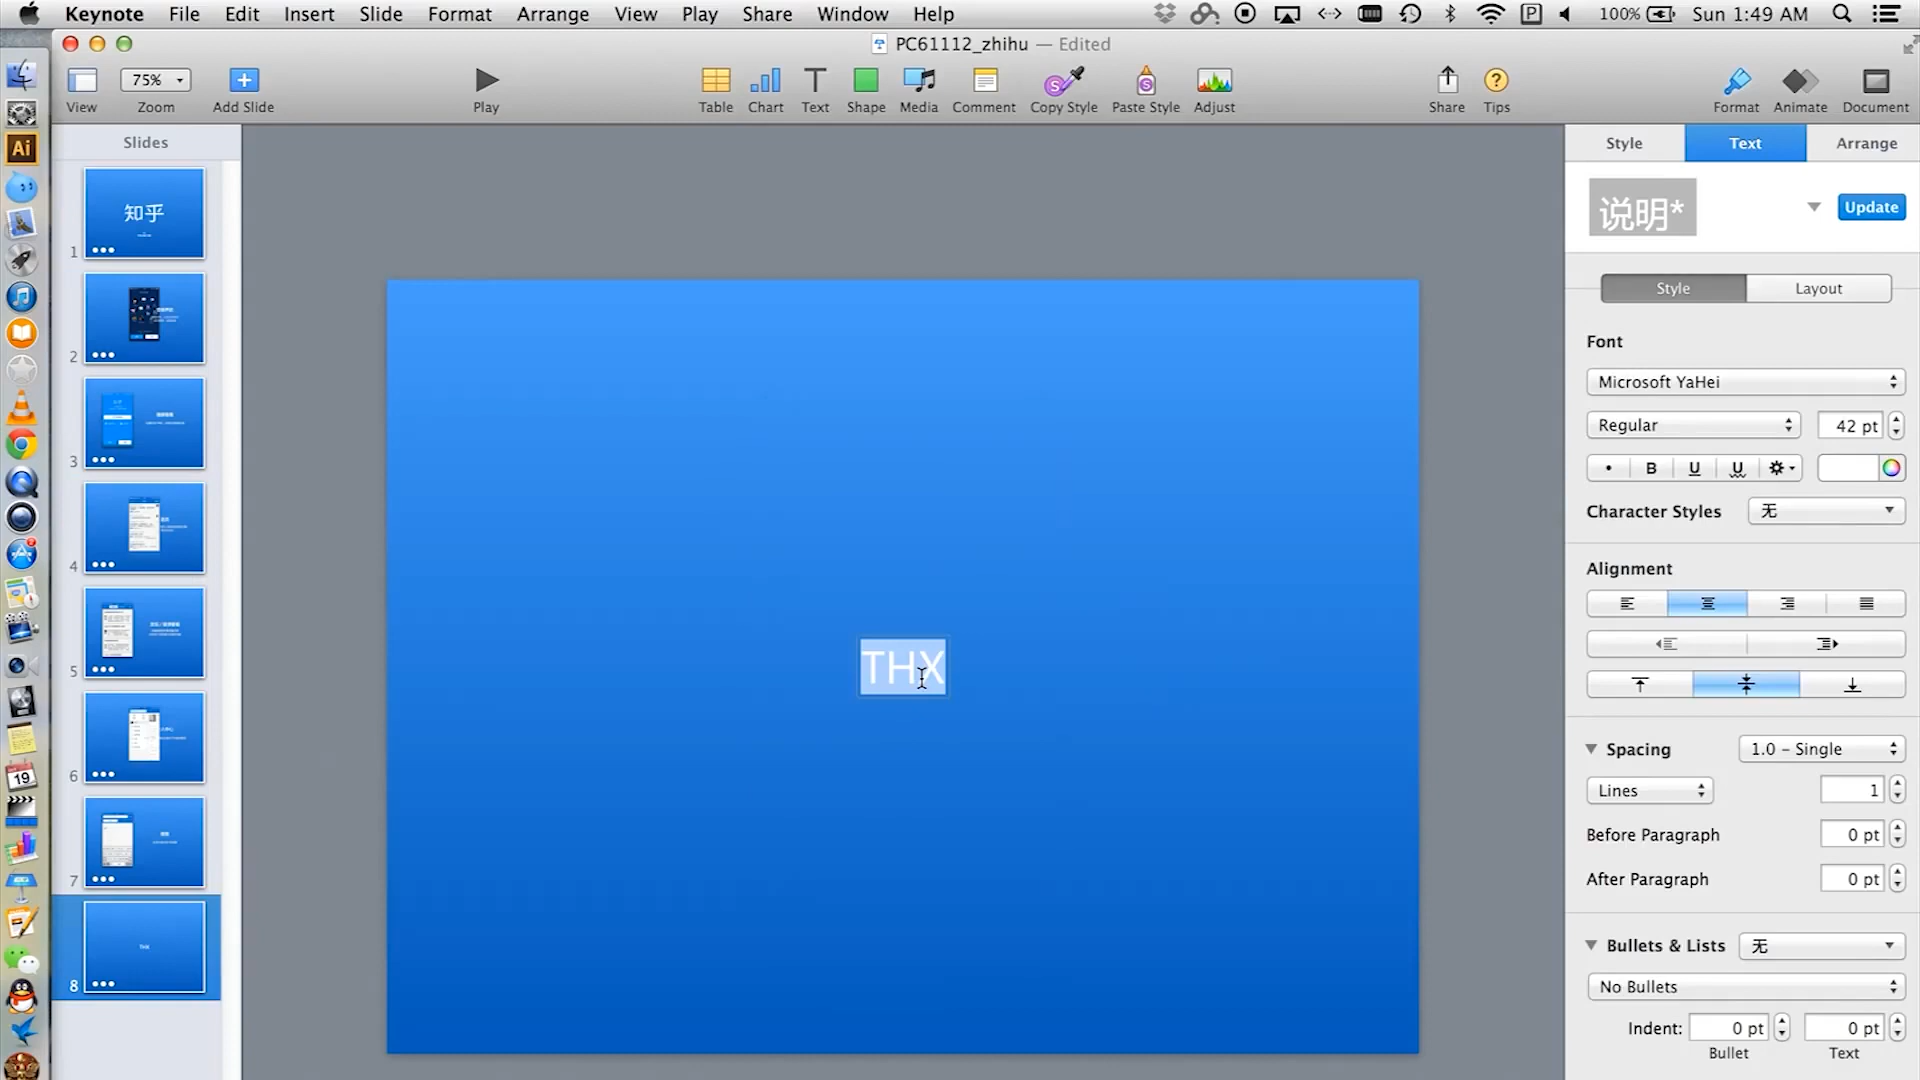 Keynote File Edit Insert Slide Format Arrange View Play Share Window Help 100% Sun 1:49 AM
PC61112_zhihu — Edited
75%
View Zoom Add Slide Play Table Chart Text Shape Media Comment Copy Style Paste Style Adjust Share Tips Format Animate Document
Slides
Style Text Arrange
说明*
Update
Style Layout
Font
Microsoft YaHei
Regular 42 pt
B U U
Character Styles 无
Alignment
Spacing 1.0 – Single
Lines 1
Before Paragraph 0 pt
After Paragraph 0 pt
Bullets & Lists 无
No Bullets
Indent: 0 pt 0 pt
Bullet Text
THX
知乎
1
2
3
4
5
6
7
THX
8
Ai
19